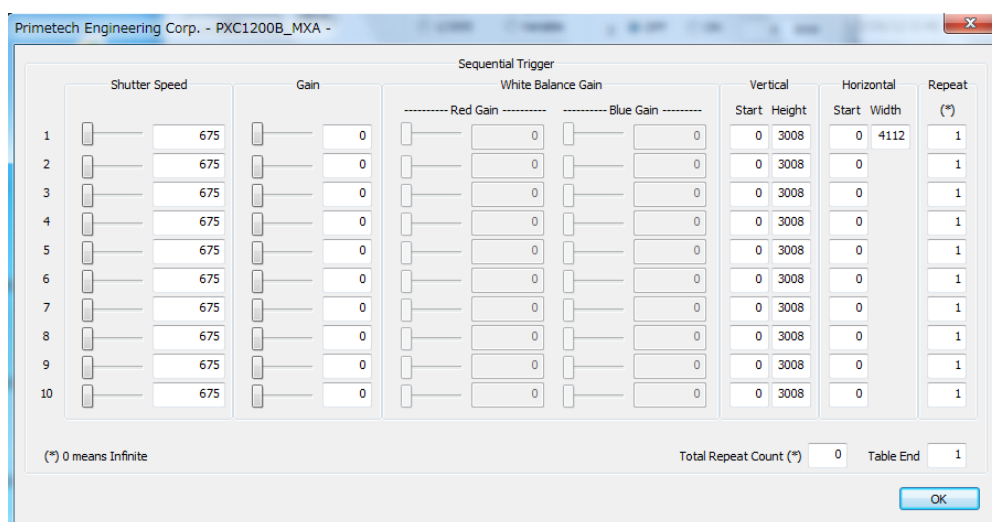 Primetech Engineering Corp. - PXC1200B_MXA -
Sequential Trigger
Shutter Speed Gain White Balance Gain Vertical Horizontal Repeat
---------- Red Gain ---------- ---------- Blue Gain --------- Start Height Start Width (*)
1 675 0 0 0 0 3008 0 4112 1
2 675 0 0 0 0 3008 0 1
3 675 0 0 0 0 3008 0 1
4 675 0 0 0 0 3008 0 1
5 675 0 0 0 0 3008 0 1
6 675 0 0 0 0 3008 0 1
7 675 0 0 0 0 3008 0 1
8 675 0 0 0 0 3008 0 1
9 675 0 0 0 0 3008 0 1
10 675 0 0 0 0 3008 0 1
(*) 0 means Infinite Total Repeat Count (*) 0 Table End 1
OK